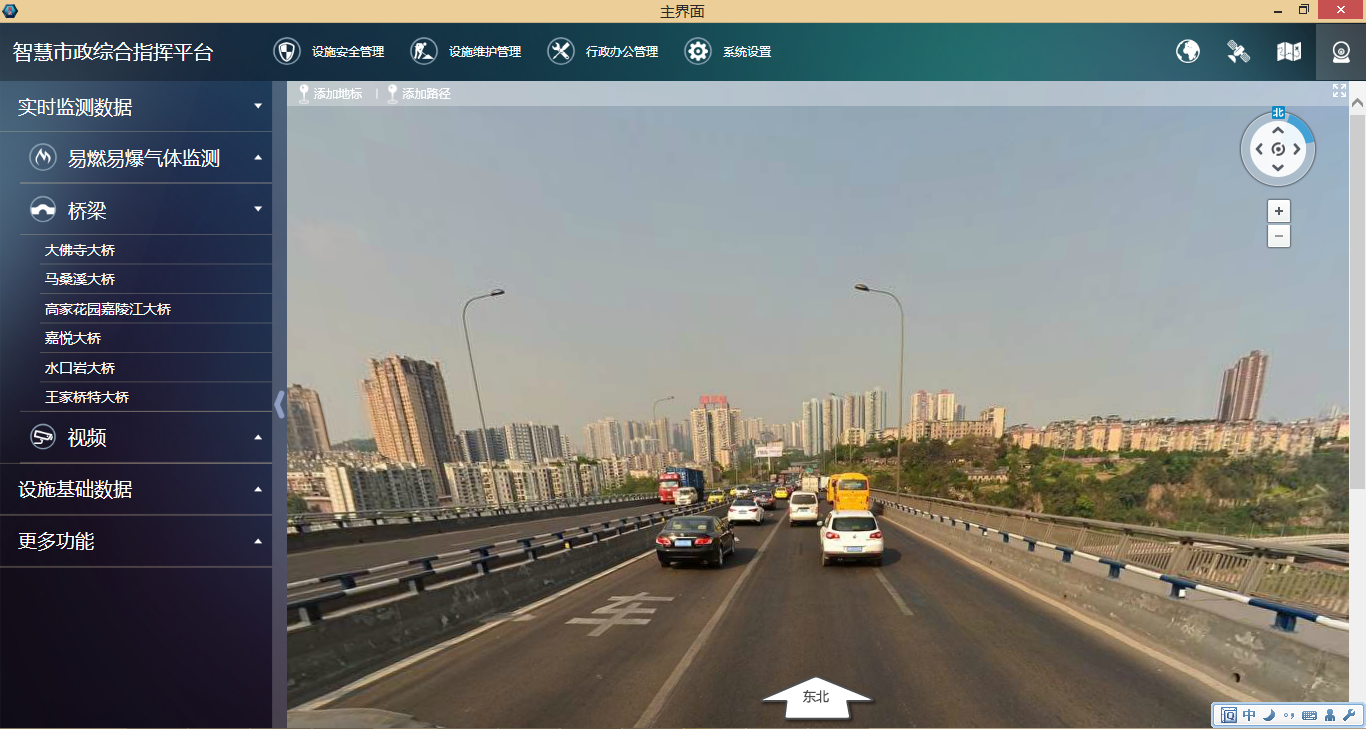 主界面
智慧市政综合指挥平台 设施安全管理 设施维护管理 行政办公管理 系统设置
实时监测数据
添加地标 | 添加路径
北
易燃易爆气体监测
桥梁
大佛寺大桥
马桑溪大桥
高家花园嘉陵江大桥
嘉悦大桥
水口岩大桥
王家桥特大桥
视频
设施基础数据
更多功能
车
东北
中